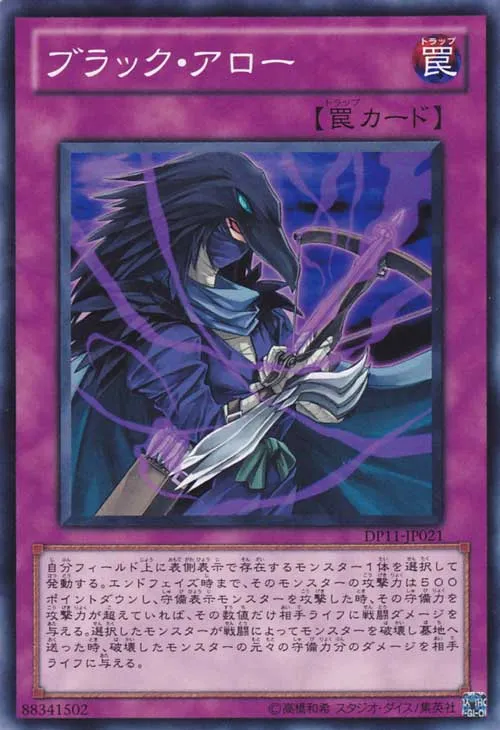 ブラック・アロー
トラップ
罠
トラップ
【罠カード】
DP11-JP021
自分フィールド上に表側表示で存在するモンスター1体を選択して
発動する。エンドフェイズ時まで、そのモンスターの攻撃力は500
ポイントダウンし、守備表示モンスターを攻撃した時、その守備力を
攻撃力が超えていれば、その数値だけ相手ライフに戦闘ダメージを
与える。選択したモンスターが戦闘によってモンスターを破壊し墓地へ
送った時、破壊したモンスターの元々の守備力分のダメージを相手
ライフに与える。
88341502
©高橋和希 スタジオ・ダイス/集英社